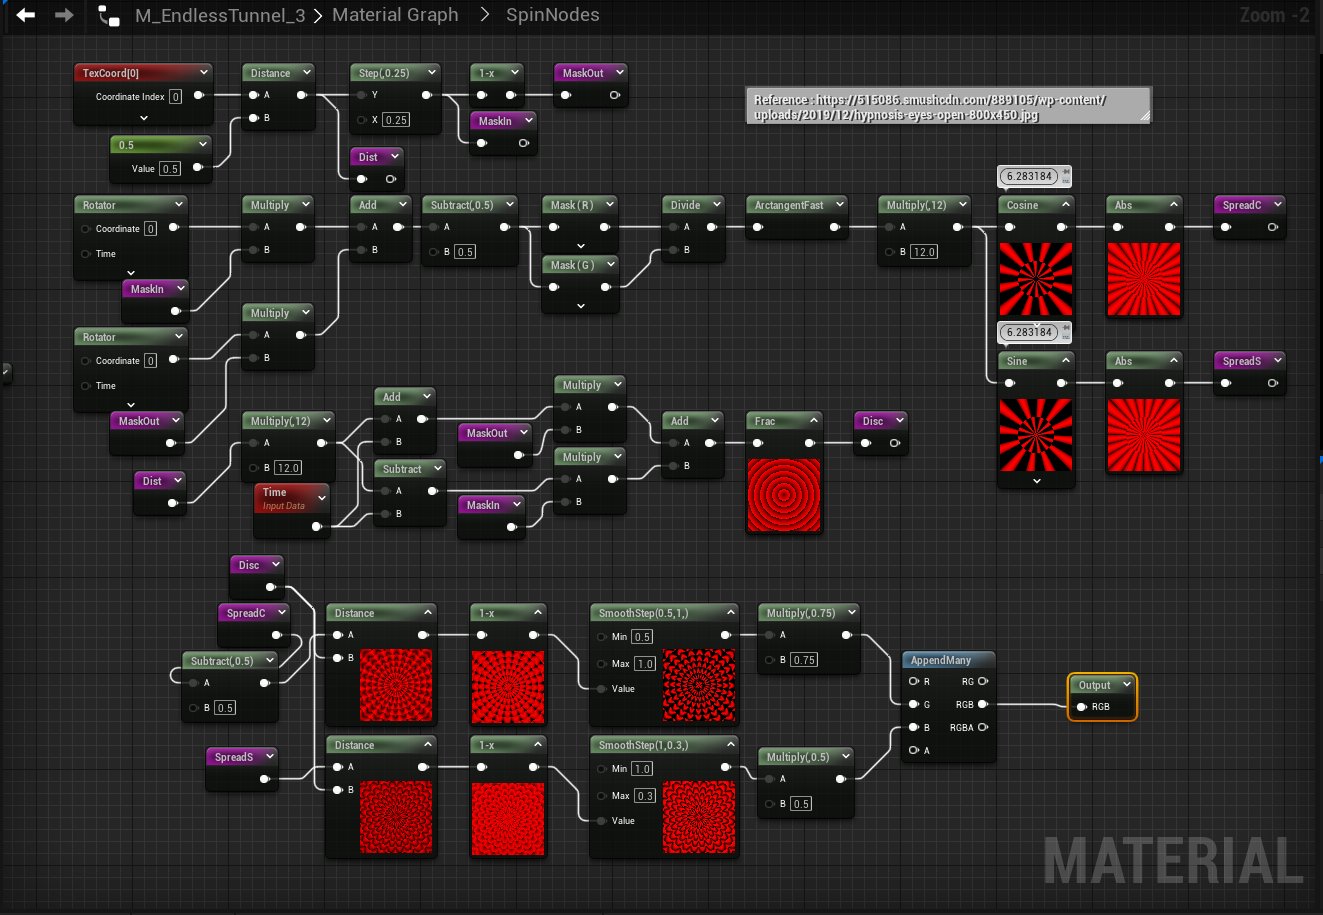 M_EndlessTunnel_3 > Material Graph > SpinNodes
Zoom -2
TexCoord[0]
Coordinate Index 0
0.5
Value 0.5
Distance
A
B
Step(,0.25)
Y
X 0.25
1-x
MaskOut
MaskIn
Dist
Reference : https://515086.smushcdn.com/889105/wp-content/
uploads/2019/12/hypnosis-eyes-open-800x450.jpg
Rotator
Coordinate 0
Time
MaskIn
Multiply
A
B
Add
A
B
Subtract(,0.5)
A
B 0.5
Mask ( R )
Mask ( G )
Divide
A
B
ArctangentFast
Multiply(,12)
A
B 12.0
6.283184
Cosine
Abs
SpreadC
6.283184
Sine
Abs
SpreadS
Rotator
Coordinate 0
Time
MaskOut
Multiply
A
B
Dist
Multiply(,12)
A
B 12.0
Time
Input Data
Add
A
B
Subtract
A
B
MaskOut
MaskIn
Multiply
A
B
Multiply
A
B
Add
A
B
Frac
Disc
Disc
SpreadC
Subtract(,0.5)
A
B 0.5
Distance
A
B
1-x
SmoothStep(0.5,1,)
Min 0.5
Max 1.0
Value
Multiply(,0.75)
A
B 0.75
SpreadS
Distance
A
B
1-x
SmoothStep(1,0.3,)
Min 1.0
Max 0.3
Value
Multiply(,0.5)
A
B 0.5
AppendMany
R RG
G RGB
B RGBA
A
Output
RGB
MATERIAL